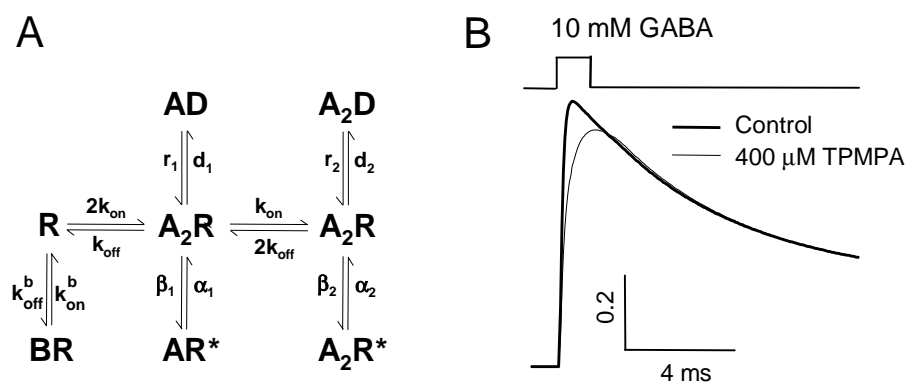 A
AD A₂D
r₁ d₁ r₂ d₂
2kₒₙ kₒₙ
R A₂R A₂R
kₒff 2kₒff
kᵇₒff kᵇₒₙ β₁ α₁ β₂ α₂
BR AR* A₂R*
B
10 mM GABA
Control
400 μM TPMPA
0.2
4 ms